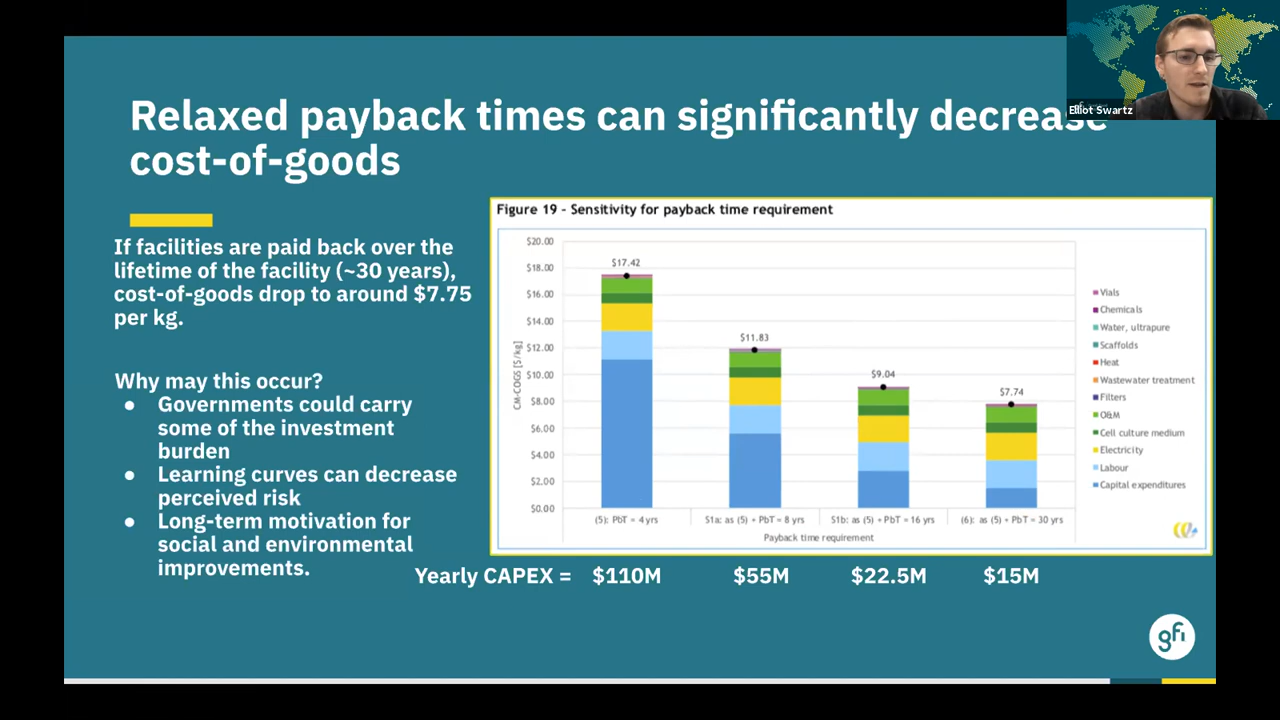 Elliot Swartz
Relaxed payback times can significantly decrease
cost-of-goods
If facilities are paid back over the
lifetime of the facility (~30 years),
cost-of-goods drop to around $7.75
per kg.
Why may this occur?
● Governments could carry
some of the investment
burden
● Learning curves can decrease
perceived risk
● Long-term motivation for
social and environmental
improvements.
Figure 19 - Sensitivity for payback time requirement
CM-COGS [$/kg]
$20.00
$18.00
$16.00
$14.00
$12.00
$10.00
$8.00
$6.00
$4.00
$2.00
$0.00
$17.42
$11.83
$9.04
$7.74
(5): PbT = 4 yrs
S1a: as (5) + PbT = 8 yrs
S1b: as (5) + PbT = 16 yrs
(6): as (5) + PbT = 30 yrs
Payback time requirement
Vials
Chemicals
Water, ultrapure
Scaffolds
Heat
Wastewater treatment
Filters
O&M
Cell culture medium
Electricity
Labour
Capital expenditures
Yearly CAPEX = $110M $55M $22.5M $15M
gfi